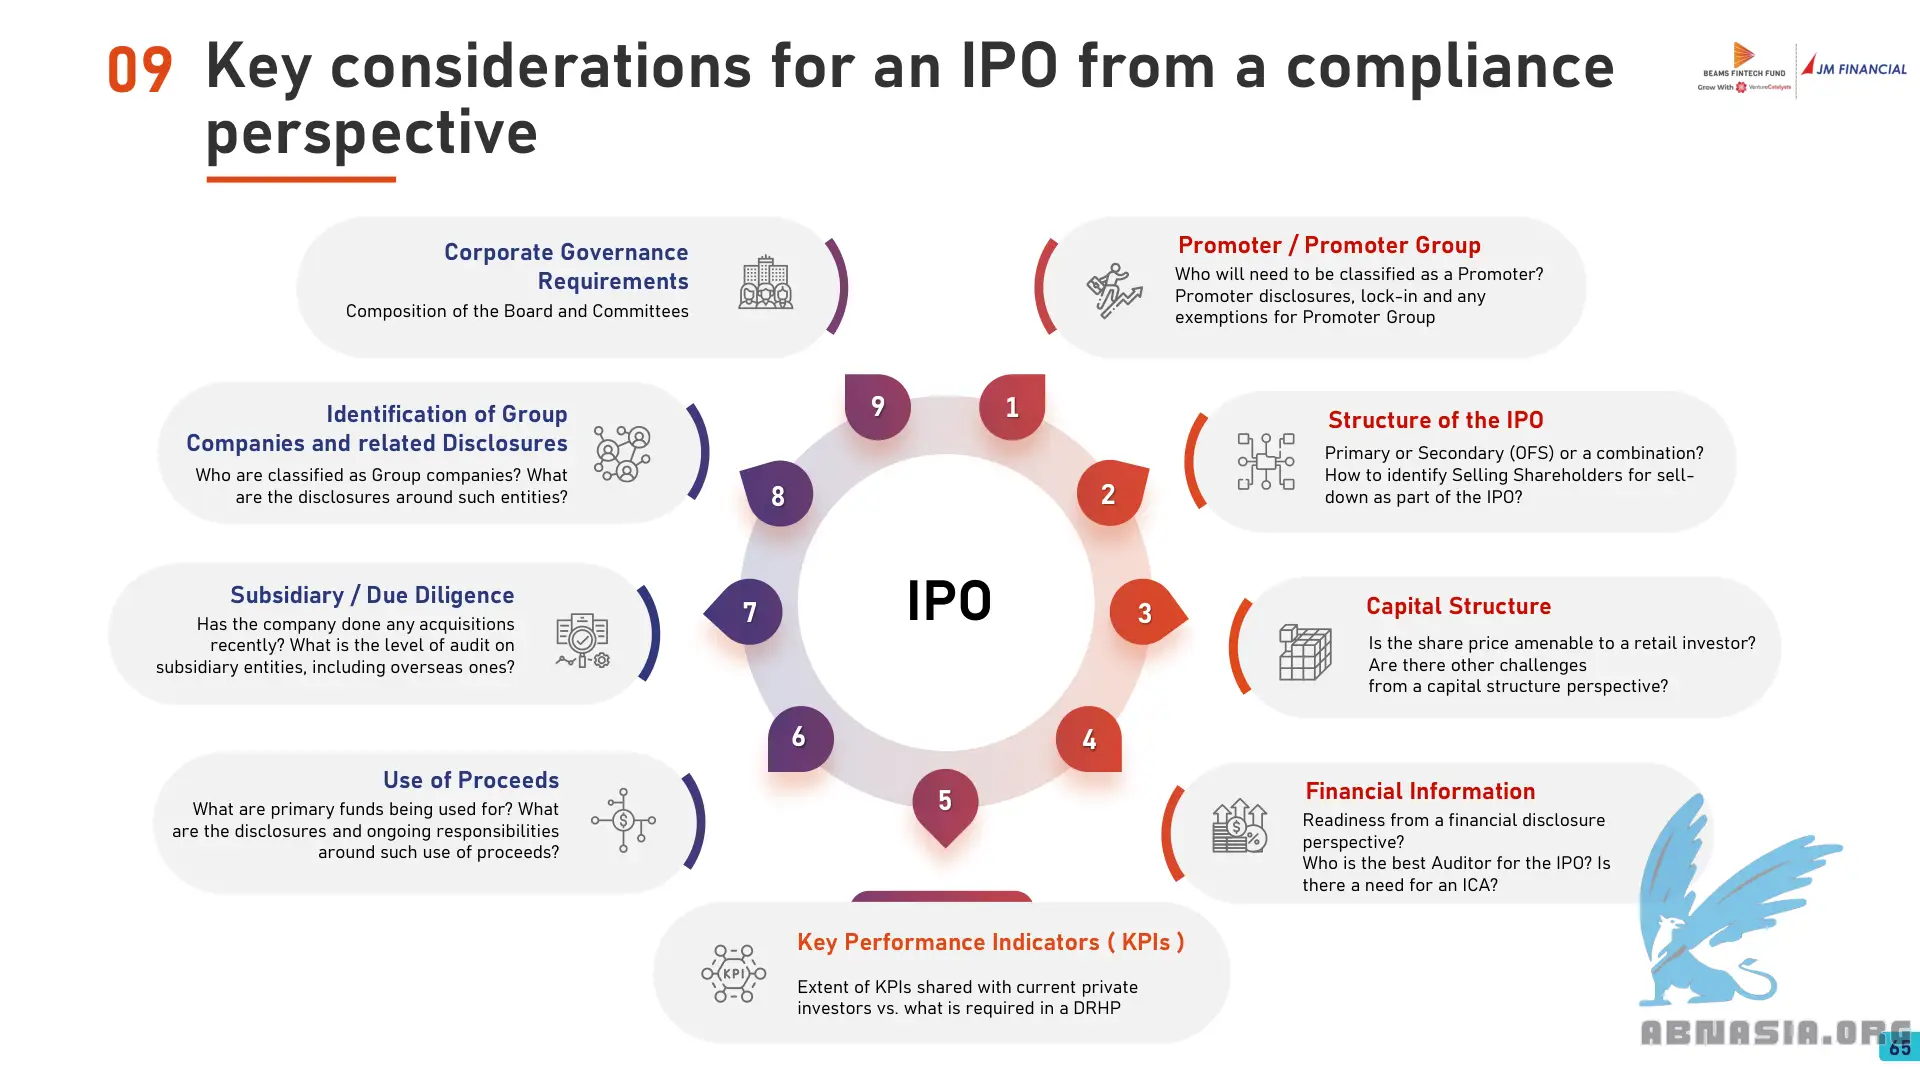 09 Key considerations for an IPO from a compliance
perspective
BEAMS FINTECH FUND
Grow With VentureCatalysts
JM FINANCIAL
Corporate Governance
Requirements
Composition of the Board and Committees
Promoter / Promoter Group
Who will need to be classified as a Promoter?
Promoter disclosures, lock-in and any
exemptions for Promoter Group
Identification of Group
Companies and related Disclosures
Who are classified as Group companies? What
are the disclosures around such entities?
Structure of the IPO
Primary or Secondary (OFS) or a combination?
How to identify Selling Shareholders for sell-
down as part of the IPO?
Subsidiary / Due Diligence
Has the company done any acquisitions
recently? What is the level of audit on
subsidiary entities, including overseas ones?
Capital Structure
Is the share price amenable to a retail investor?
Are there other challenges
from a capital structure perspective?
Use of Proceeds
What are primary funds being used for? What
are the disclosures and ongoing responsibilities
around such use of proceeds?
Financial Information
Readiness from a financial disclosure
perspective?
Who is the best Auditor for the IPO? Is
there a need for an ICA?
9
1
8
2
7
3
6
4
5
IPO
KPI
Key Performance Indicators ( KPIs )
Extent of KPIs shared with current private
investors vs. what is required in a DRHP
ABNASIA.ORG
65